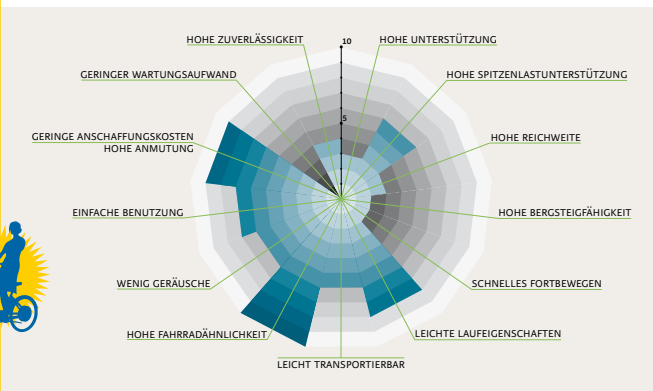 10
HOHE ZUVERLÄSSIGKEIT
HOHE UNTERSTÜTZUNG
GERINGER WARTUNGSAUFWAND
HOHE SPITZENLASTUNTERSTÜTZUNG
5
GERINGE ANSCHAFFUNGSKOSTEN
HOHE ANMUTUNG
HOHE REICHWEITE
EINFACHE BENUTZUNG
HOHE BERGSTEIGFÄHIGKEIT
WENIG GERÄUSCHE
SCHNELLES FORTBEWEGEN
HOHE FAHRRADÄHNLICHKEIT
LEICHTE LAUFEIGENSCHAFTEN
LEICHT TRANSPORTIERBAR